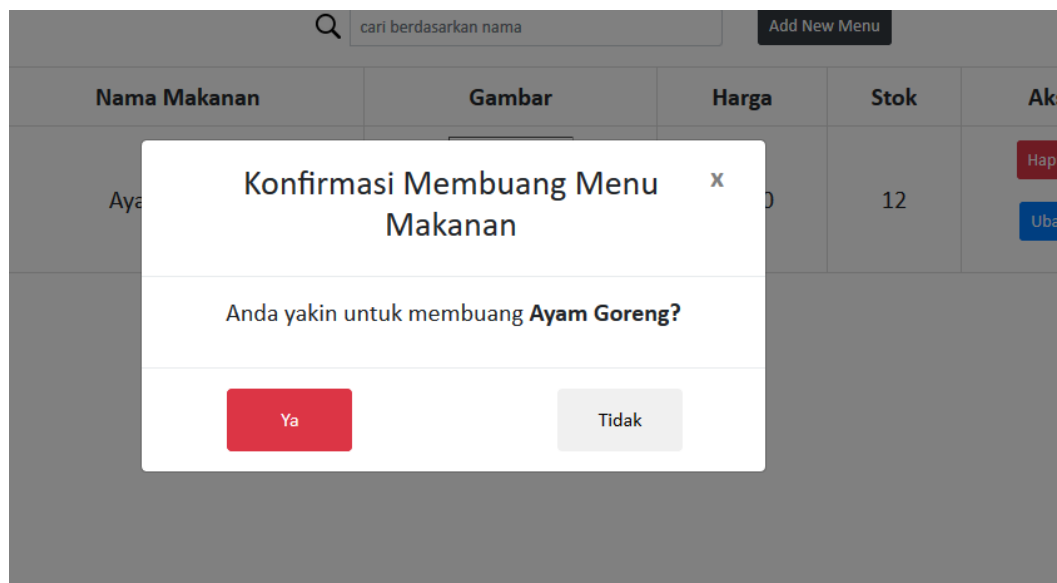 cari berdasarkan nama Add New Menu
Nama Makanan Gambar Harga Stok
Konfirmasi Membuang Menu x
Makanan
12
Anda yakin untuk membuang Ayam Goreng?
Ya Tidak